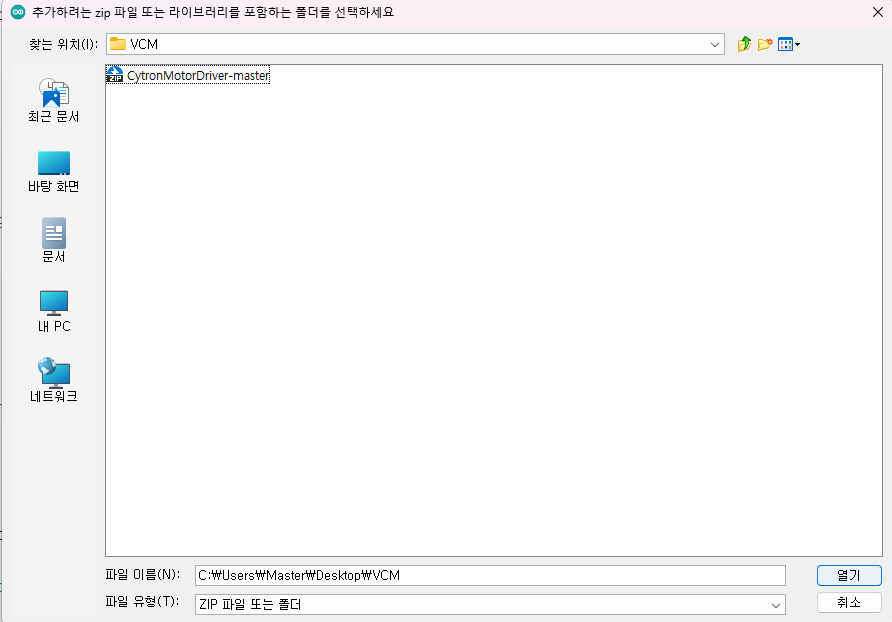 추가하려는 zip 파일 또는 라이브러리를 포함하는 폴더를 선택하세요
찾는 위치(I):
VCM
CytronMotorDriver-master
ZIP
최근 문서
바탕 화면
문서
내 PC
네트워크
파일 이름(N):
C:₩Users₩Master₩Desktop₩VCM
열기
파일 유형(T):
ZIP 파일 또는 폴더
취소